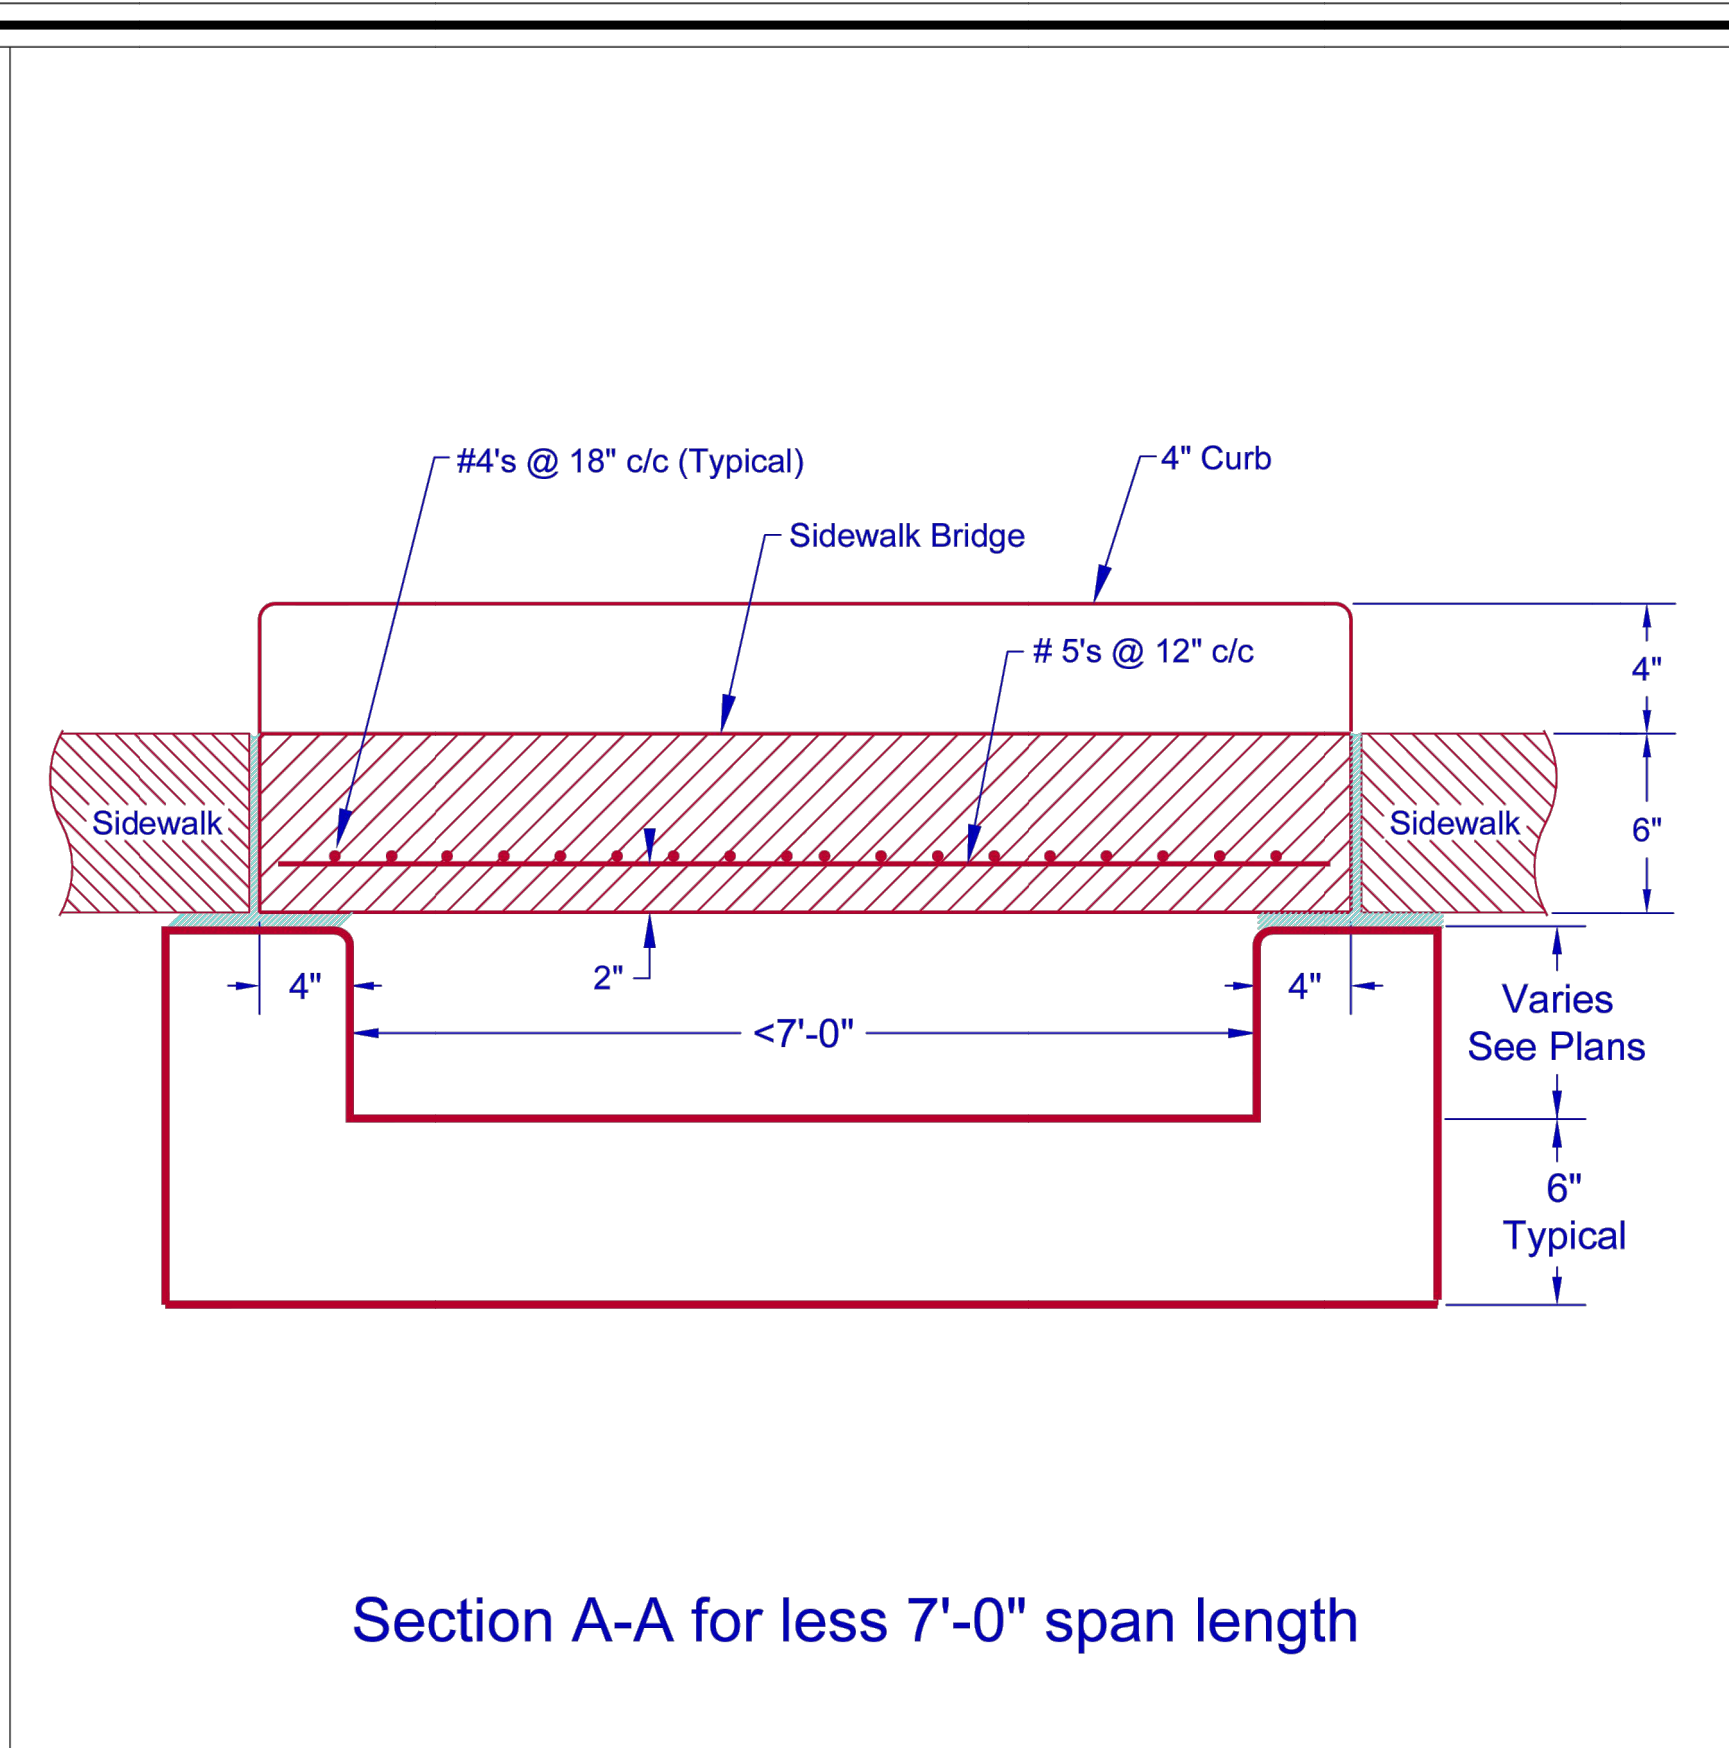 #4's @ 18" c/c (Typical)
4" Curb
Sidewalk Bridge
# 5's @ 12" c/c
4"
Sidewalk
Sidewalk
6"
4"
2"
4"
<7'-0"
Varies
See Plans
6"
Typical
Section A-A for less 7'-0" span length